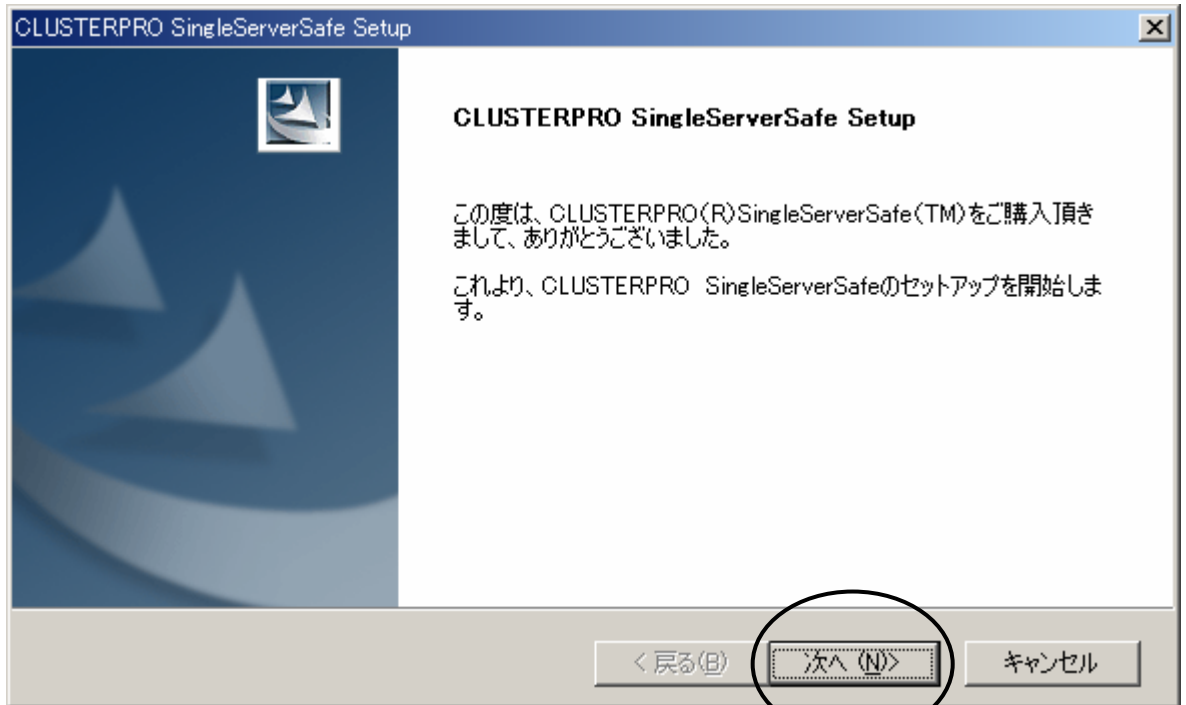 CLUSTERPRO SingleServerSafe Setup
CLUSTERPRO SingleServerSafe Setup
この度は、CLUSTERPRO(R)SingleServerSafe(TM)をご購入頂き
まして、ありがとうございました。
これより、CLUSTERPRO　SingleServerSafeのセットアップを開始しま
す。
< 戻る(B)　次へ (N)>　キャンセル